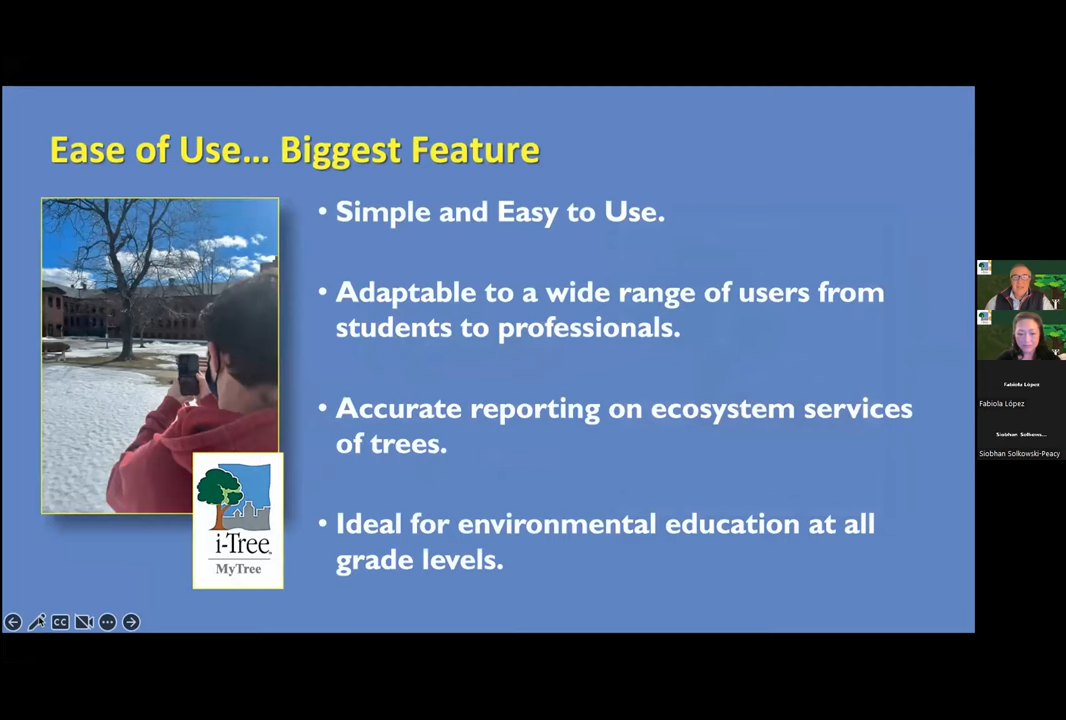 Ease of Use... Biggest Feature
• Simple and Easy to Use.
• Adaptable to a wide range of users from
students to professionals.
• Accurate reporting on ecosystem services
of trees.
• Ideal for environmental education at all
grade levels.
i-Tree™
MyTree
CC
Fabiola López
Fabiola López
Siobhan Solkows...
Siobhan Solkowski-Peacy